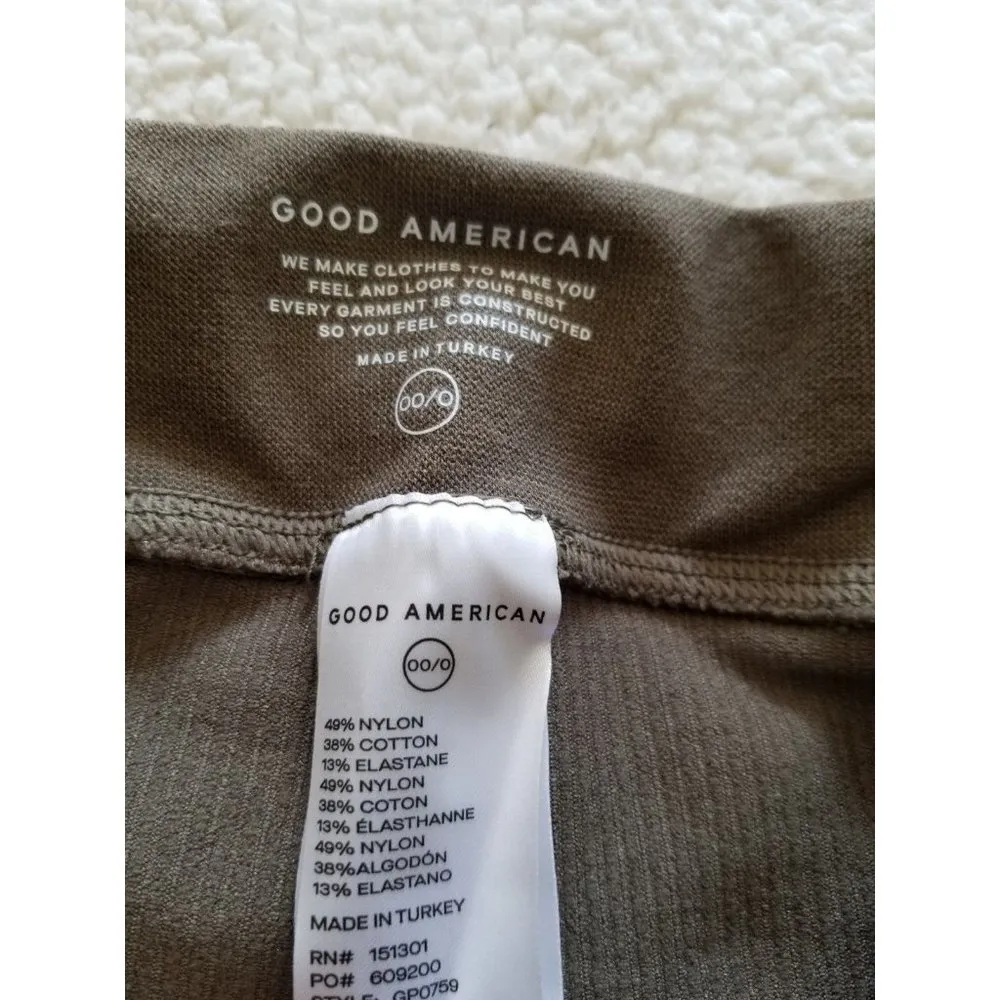 GOOD AMERICAN
WE MAKE CLOTHES TO MAKE YOU
FEEL AND LOOK YOUR BEST
EVERY GARMENT IS CONSTRUCTED
SO YOU FEEL CONFIDENT
MADE IN TURKEY
00/0
GOOD AMERICAN
00/0
49% NYLON
38% COTTON
13% ELASTANE
49% NYLON
38% COTON
13% ÉLASTHANNE
49% NYLON
38%ALGODÓN
13% ELASTANO
MADE IN TURKEY
RN# 151301
PO# 609200
STYLE: GP0759